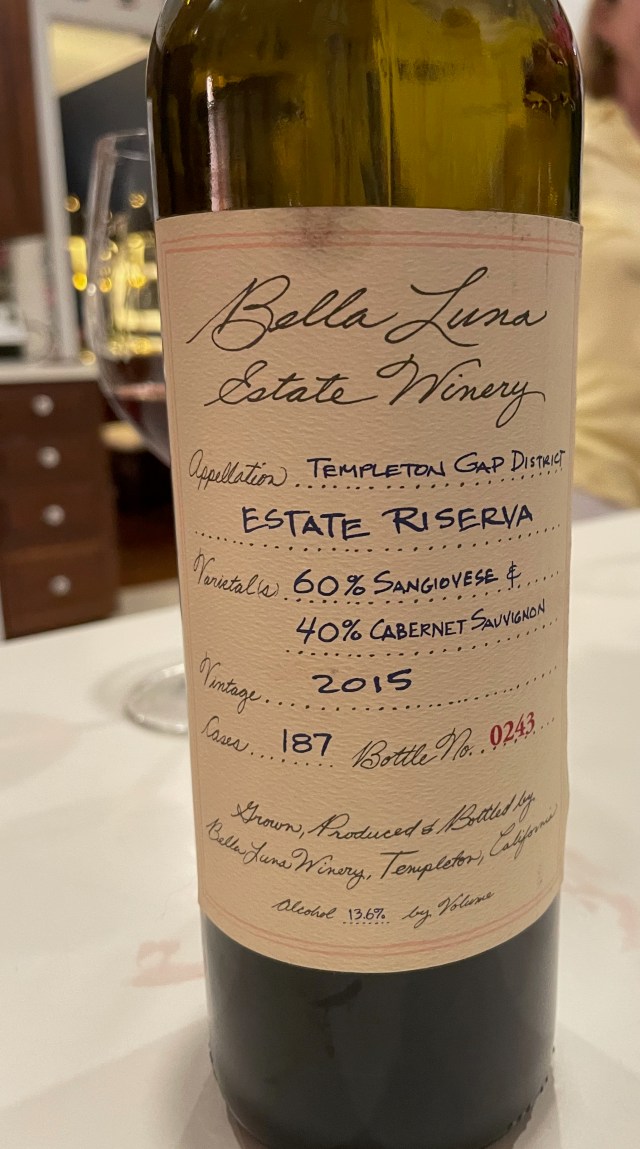 Bella Luna
Estate Winery
Appellation TEMPLETON GAP DISTRICT
ESTATE RISERVA
Varietal(s) 60% SANGIOVESE &
40% CABERNET SAUVIGNON
Vintage 2015
Cases 187 Bottle No. 0243
Grown, Produced & Bottled by
Bella Luna Winery, Templeton, California
Alcohol 13.6% by Volume